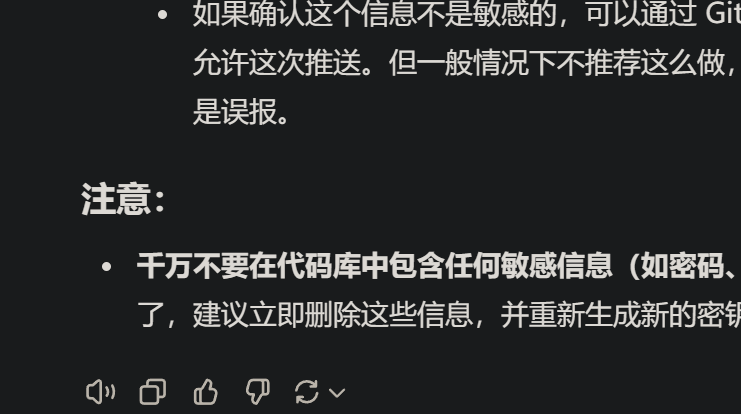 如果确认这个信息不是敏感的，可以通过 Git
允许这次推送。但一般情况下不推荐这么做，
是误报。
注意：
千万不要在代码库中包含任何敏感信息（如密码、
了，建议立即删除这些信息，并重新生成新的密钥